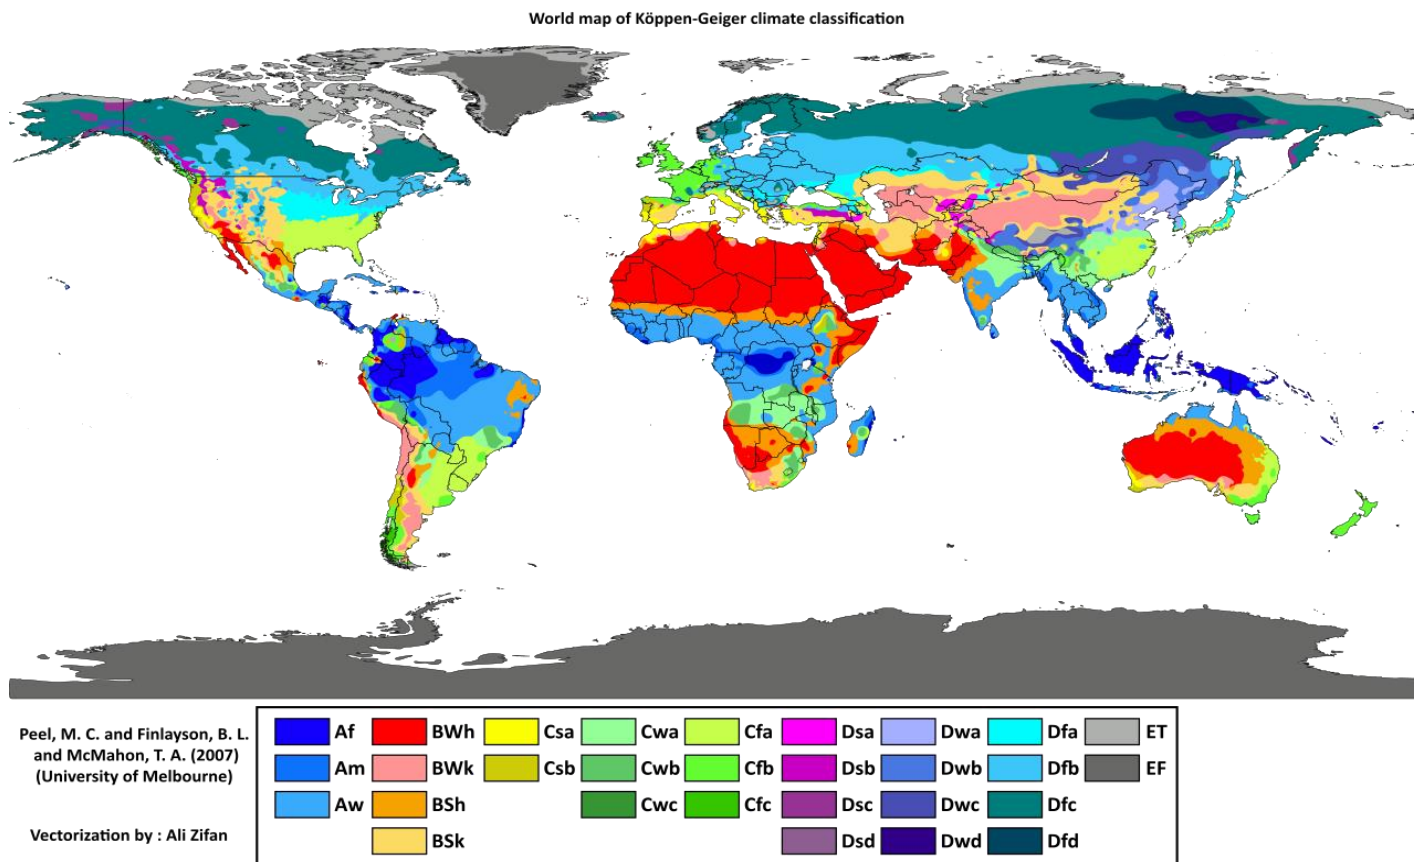 World map of Köppen-Geiger climate classification
Peel, M. C. and Finlayson, B. L.
and McMahon, T. A. (2007)
(University of Melbourne)
Vectorization by : Ali Zifan
Af BWh Csa Cwa Cfa Dsa Dwa Dfa ET
Am BWk Csb Cwb Cfb Dsb Dwb Dfb EF
Aw BSh Cwc Cfc Dsc Dwc Dfc
BSk Dsd Dwd Dfd